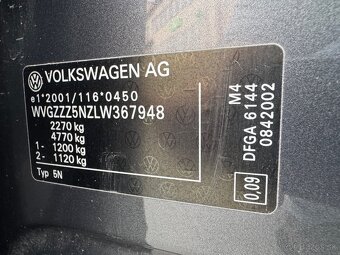 VOLKSWAGEN AG
e1*2001/116*0450
WVGZZZ5NZLW367948
2270 kg
4770 kg
1- 1200 kg
2- 1120 kg
Typ 5N
M4
DFGA 6144
0842002
0,09